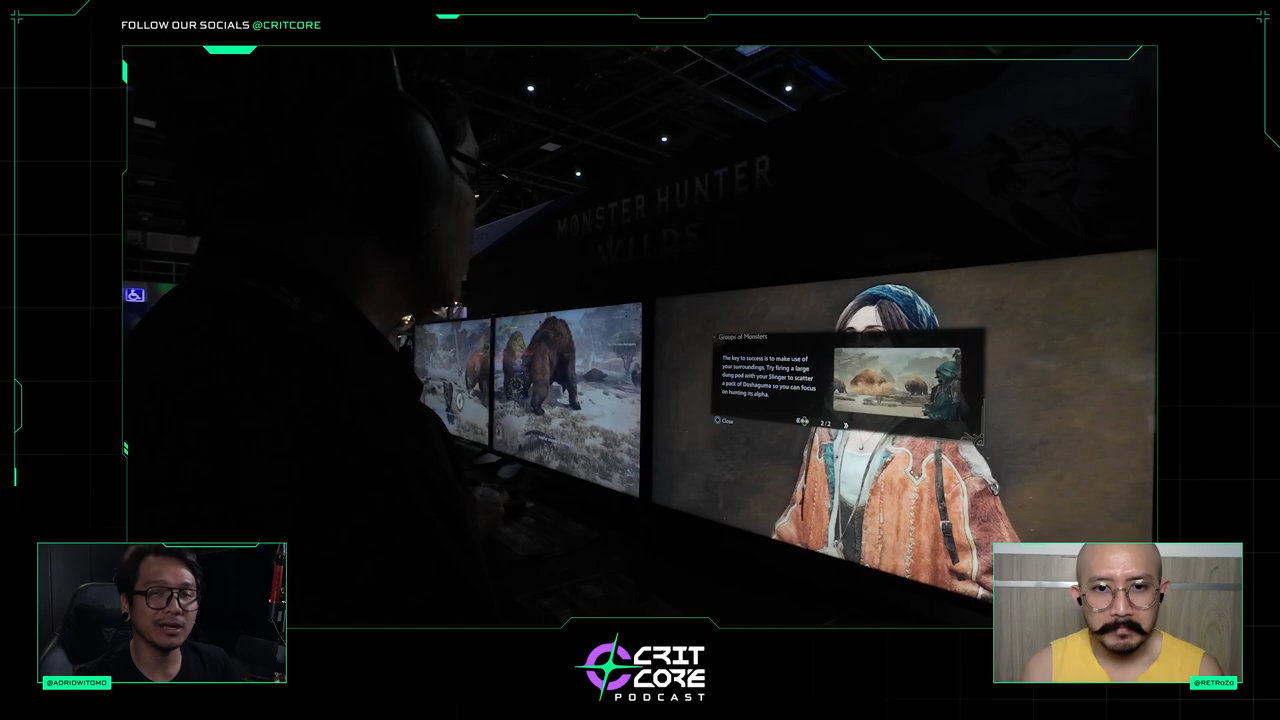 FOLLOW OUR SOCIALS @CRITCORE
MONSTER HUNTER
WILDS
Groups of Monsters
The key to success is to make use of
your surroundings. Try firing a large
dung pod with your Slinger to scatter
a pack of Doshaguma so you can focus
on hunting its alpha.
Close
2/2
@ADRIDWITOMO
@RETROZO
CRIT
CORE
PODCAST